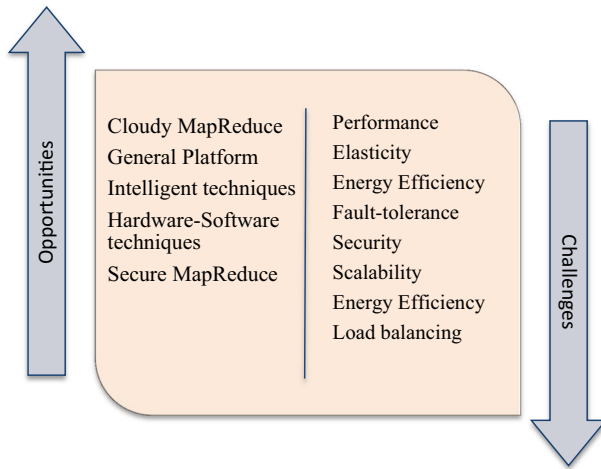 Opportunities
Cloudy MapReduce
General Platform
Intelligent techniques
Hardware-Software
techniques
Secure MapReduce
Performance
Elasticity
Energy Efficiency
Fault-tolerance
Security
Scalability
Energy Efficiency
Load balancing
Challenges